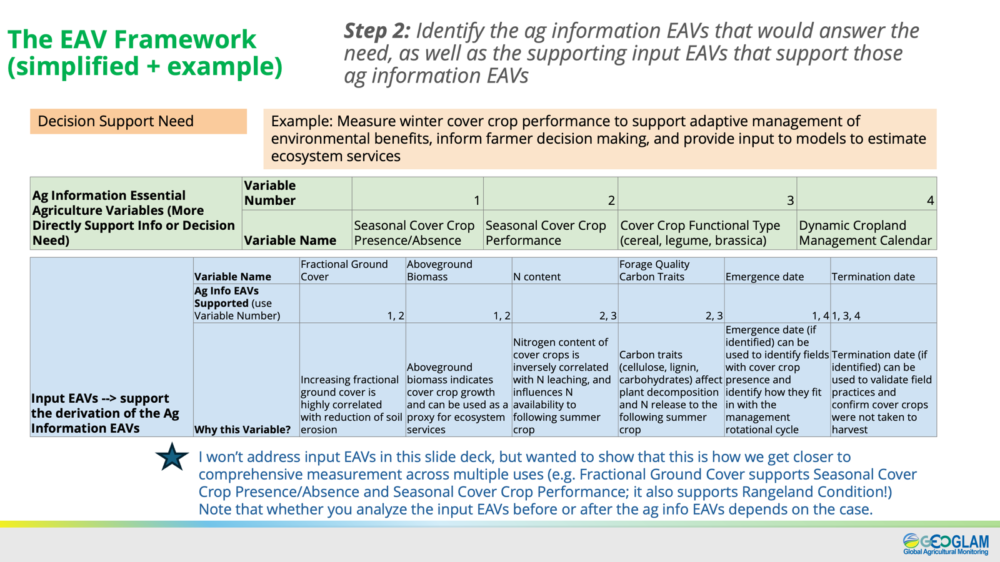 The EAV Framework
(simplified + example)
Step 2: Identify the ag information EAVs that would answer the
need, as well as the supporting input EAVs that support those
ag information EAVs
Decision Support Need
Example: Measure winter cover crop performance to support adaptive management of
environmental benefits, inform farmer decision making, and provide input to models to estimate
ecosystem services
Ag Information Essential
Agriculture Variables (More
Directly Support Info or Decision
Need)
Variable
Number
1
2
3
4
Variable Name
Seasonal Cover Crop
Presence/Absence
Seasonal Cover Crop
Performance
Cover Crop Functional Type
(cereal, legume, brassica)
Dynamic Cropland
Management Calendar
Input EAVs --> support
the derivation of the Ag
Information EAVs
Variable Name
Fractional Ground
Cover
Aboveground
Biomass
N content
Forage Quality
Carbon Traits
Emergence date
Termination date
Ag Info EAVs
Supported (use
Variable Number)
1, 2
1, 2
2, 3
2, 3
1, 4
1, 3, 4
Why this Variable?
Increasing fractional
ground cover is
highly correlated
with reduction of soil
erosion
Aboveground
biomass indicates
cover crop growth
and can be used as a
proxy for ecosystem
services
Nitrogen content of
cover crops is
inversely correlated
with N leaching, and
influences N
availability to
following summer
crop
Carbon traits
(cellulose, lignin,
carbohydrates) affect
plant decomposition
and N release to the
following summer
crop
Emergence date (if
identified) can be
used to identify fields
with cover crop
presence and
identify how they fit
in with the
management
rotational cycle
Termination date (if
identified) can be
used to validate field
practices and
confirm cover crops
were not taken to
harvest
I won’t address input EAVs in this slide deck, but wanted to show that this is how we get closer to
comprehensive measurement across multiple uses (e.g. Fractional Ground Cover supports Seasonal Cover
Crop Presence/Absence and Seasonal Cover Crop Performance; it also supports Rangeland Condition!)
Note that whether you analyze the input EAVs before or after the ag info EAVs depends on the case.
GEOGLAM
Global Agricultural Monitoring